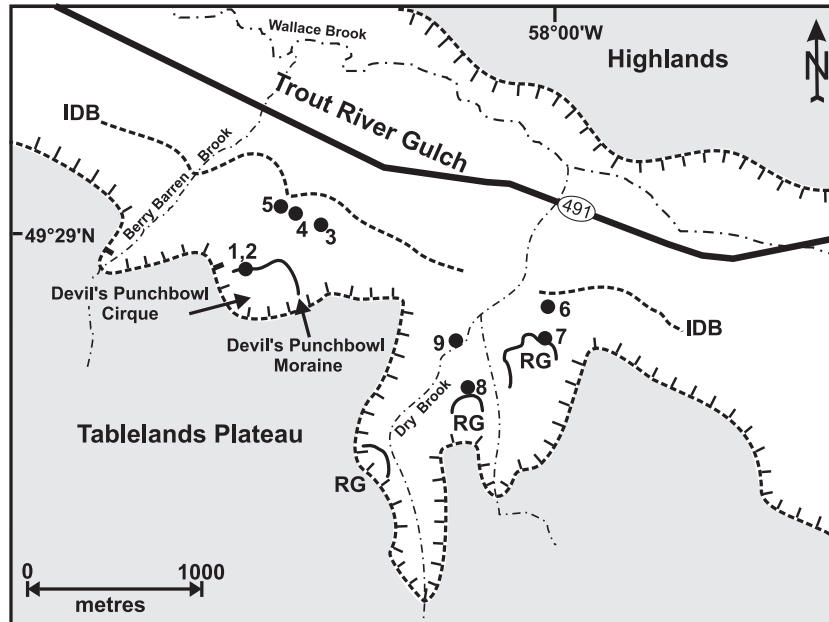 58°00'W
Wallace Brook
Highlands
N
Trout River Gulch
IDB
Berry Barren Brook
491
5
4
3
49°29'N
1,2
Devil's Punchbowl
Cirque
Devil's Punchbowl
Moraine
6
IDB
9
7
RG
8
RG
Dry Brook
Tablelands Plateau
RG
0 1000
metres